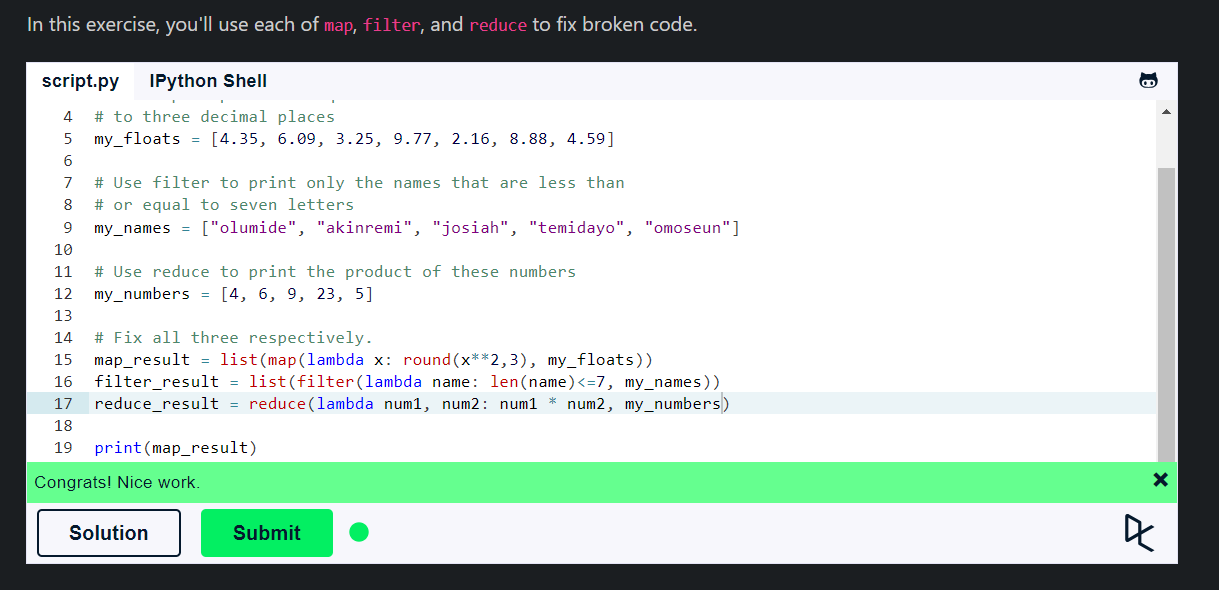 In this exercise, you'll use each of map, filter, and reduce to fix broken code.
script.py IPython Shell
4 # to three decimal places
5 my_floats = [4.35, 6.09, 3.25, 9.77, 2.16, 8.88, 4.59]
6
7 # Use filter to print only the names that are less than
8 # or equal to seven letters
9 my_names = ["olumide", "akinremi", "josiah", "temidayo", "omoseun"]
10
11 # Use reduce to print the product of these numbers
12 my_numbers = [4, 6, 9, 23, 5]
13
14 # Fix all three respectively.
15 map_result = list(map(lambda x: round(x**2,3), my_floats))
16 filter_result = list(filter(lambda name: len(name)<=7, my_names))
17 reduce_result = reduce(lambda num1, num2: num1 * num2, my_numbers)
18
19 print(map_result)
Congrats! Nice work.
Solution Submit